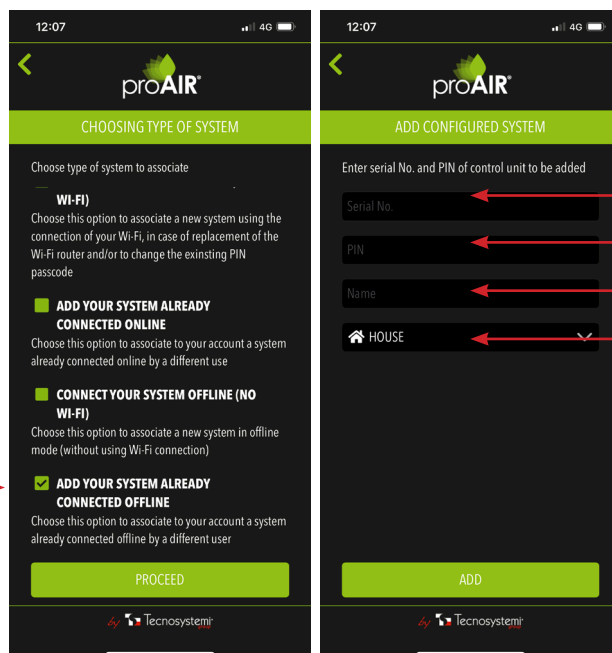 12:07
4G
proAIR®
CHOOSING TYPE OF SYSTEM
Choose type of system to associate
WI-FI)
Choose this option to associate a new system using the
connection of your Wi-Fi, in case of replacement of the
Wi-Fi router and/or to change the exinsting PIN
passcode
ADD YOUR SYSTEM ALREADY
CONNECTED ONLINE
Choose this option to associate to your account a system
already connected online by a different use
CONNECT YOUR SYSTEM OFFLINE (NO
WI-FI)
Choose this option to associate a new system in offline
mode (without using Wi-Fi connection)
ADD YOUR SYSTEM ALREADY
CONNECTED OFFLINE
Choose this option to associate to your account a system
already connected offline by a different user
PROCEED
by Tecnosystemi
12:07
4G
proAIR®
ADD CONFIGURED SYSTEM
Enter serial No. and PIN of control unit to be added
Serial No.
PIN
Name
HOUSE
ADD
by Tecnosystemi